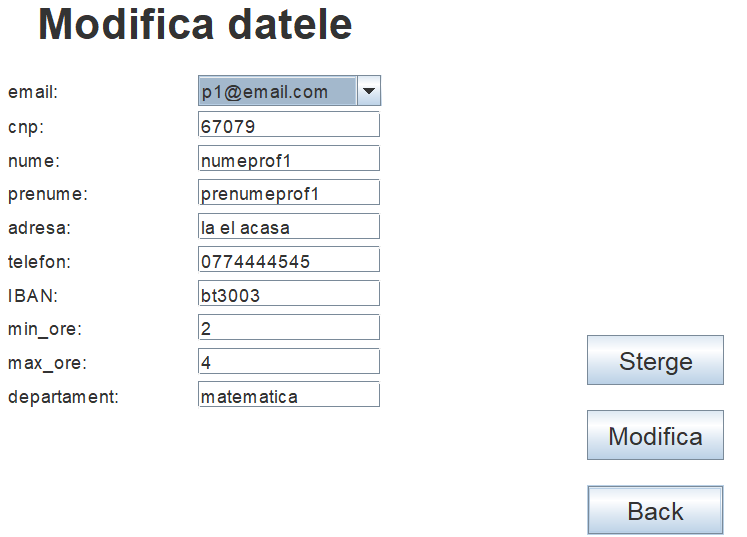 Modifica datele
email: p1@email.com
cnp: 67079
nume: numeprof1
prenume: prenumeprof1
adresa: la el acasa
telefon: 0774444545
IBAN: bt3003
min_ore: 2
max_ore: 4
departament: matematica
Sterge
Modifica
Back